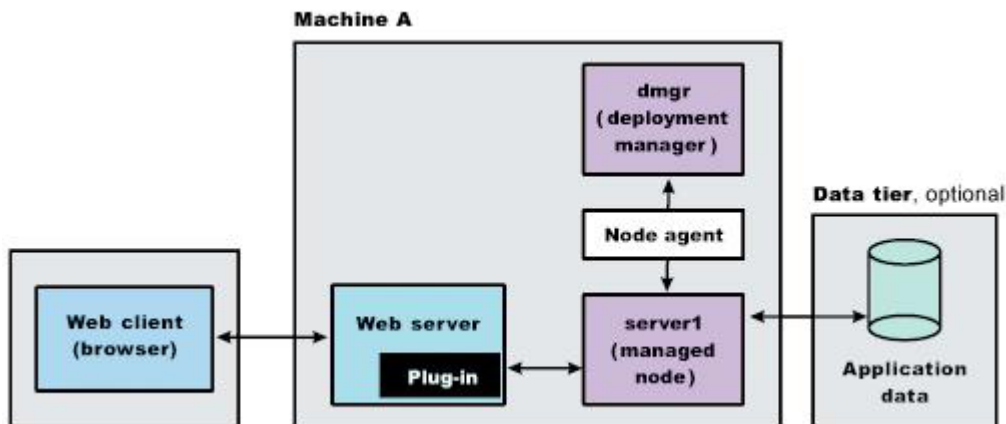 Machine A
dmgr
(deployment
manager)
Data tier, optional
Node agent
Web client
(browser)
Web server
Plug-in
server1
(managed
node)
Application
data